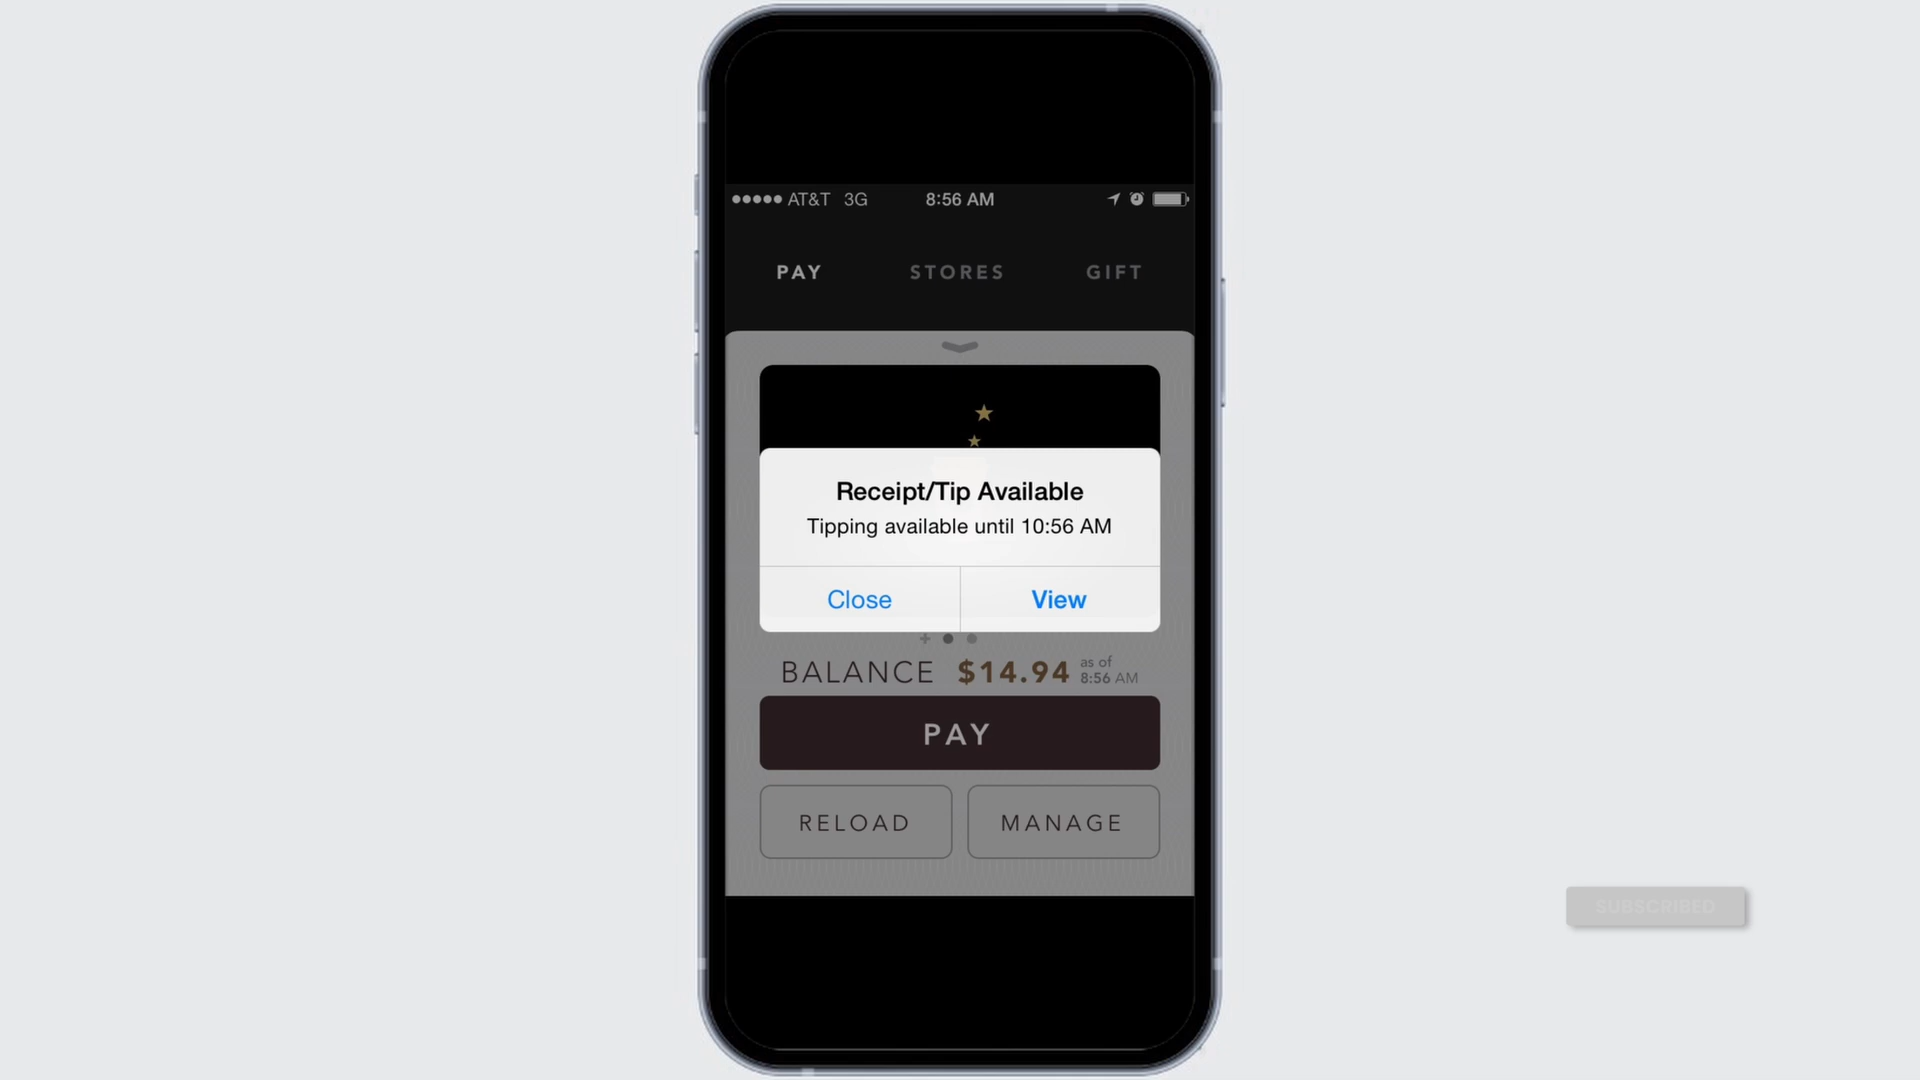 AT&T 3G 8:56 AM
PAY STORES GIFT
Receipt/Tip Available
Tipping available until 10:56 AM
Close View
BALANCE $14.94 as of
8:56 AM
PAY
RELOAD MANAGE
SUBSCRIBED